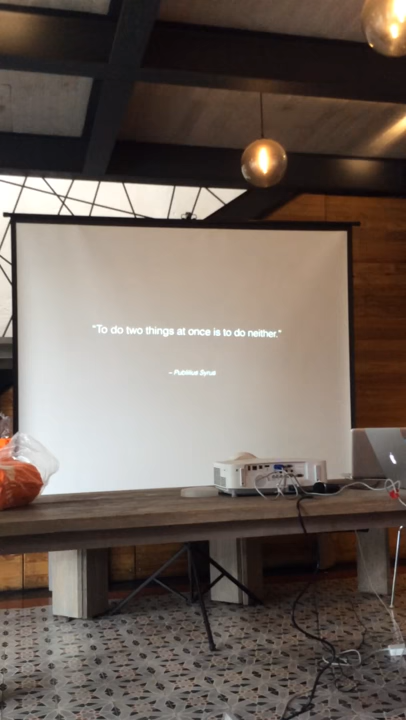 “To do two things at once is to do neither.”
– Publilius Syrus